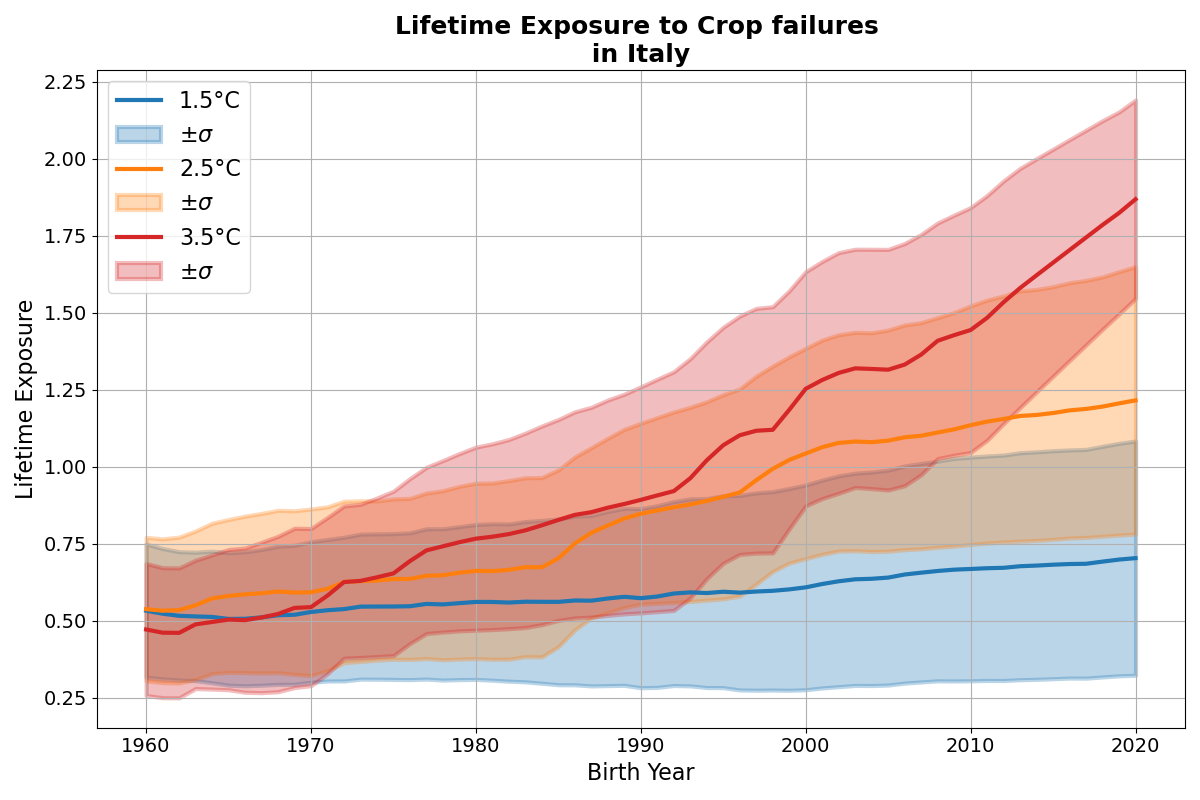 Lifetime Exposure to Crop failures
in Italy
1.5°C
±σ
2.5°C
±σ
3.5°C
±σ
Lifetime Exposure
2.25
2.00
1.75
1.50
1.25
1.00
0.75
0.50
0.25
1960 1970 1980 1990 2000 2010 2020
Birth Year